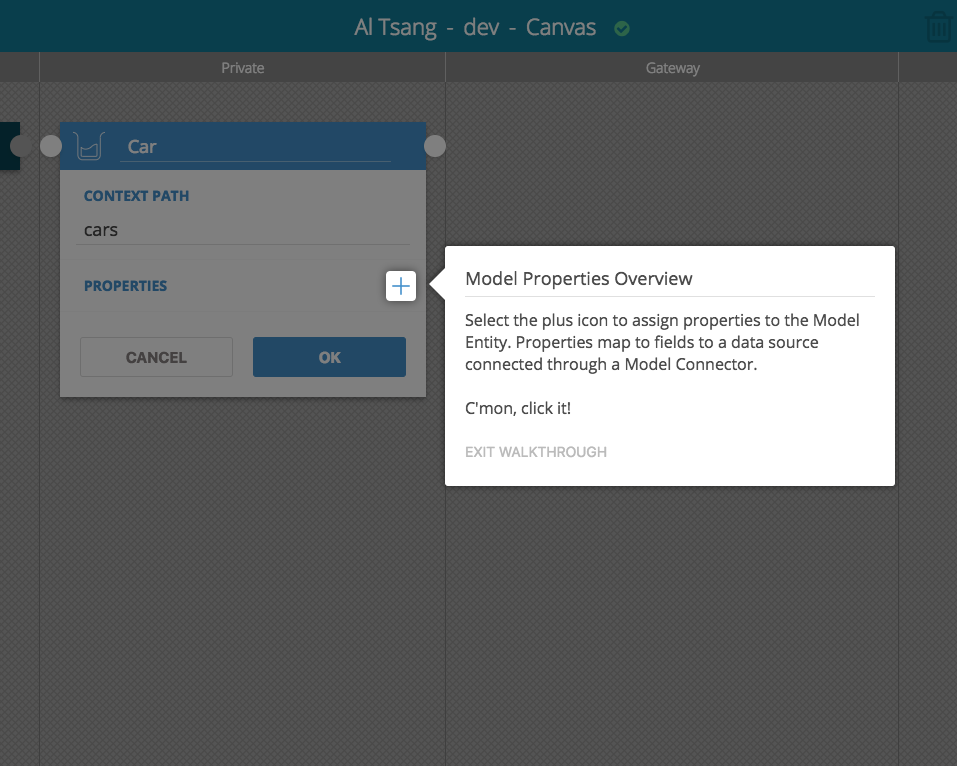 Al Tsang - dev - Canvas
Private
Gateway
Car
CONTEXT PATH
cars
PROPERTIES
CANCEL
OK
Model Properties Overview
Select the plus icon to assign properties to the Model
Entity. Properties map to fields to a data source
connected through a Model Connector.
C'mon, click it!
EXIT WALKTHROUGH